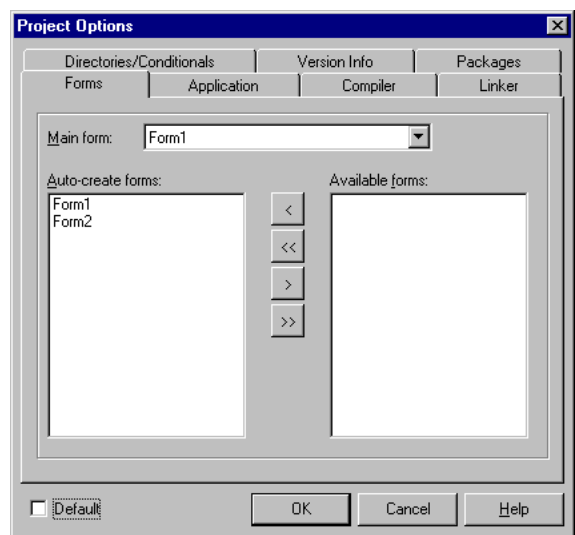 Project Options
Directories/Conditionals Version Info Packages
Forms Application Compiler Linker
Main form: Form1
Auto-create forms: Available forms:
Form1
Form2
<
<<
>
>>
Default OK Cancel Help